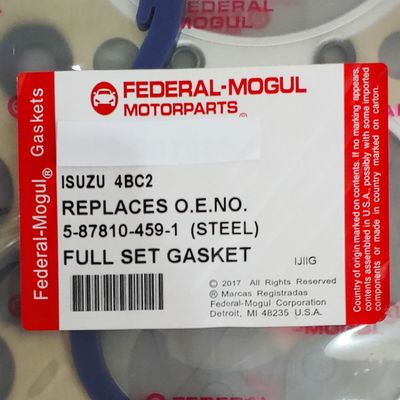 Federal-Mogul® Gaskets
FEDERAL-MOGUL
MOTORPARTS®
ISUZU 4BC2
REPLACES O.E.NO.
5-87810-459-1 (STEEL)
FULL SET GASKET
IJIIG
© 2017 All Rights Reserved
® Marcas Registradas
Federal-Mogul Corporation
Detroit, MI 48235 U.S.A.
Country of origin marked on contents. If no marking appears,
contents assembled in U.S.A., possibly with some imported
components or made in country marked on carton.